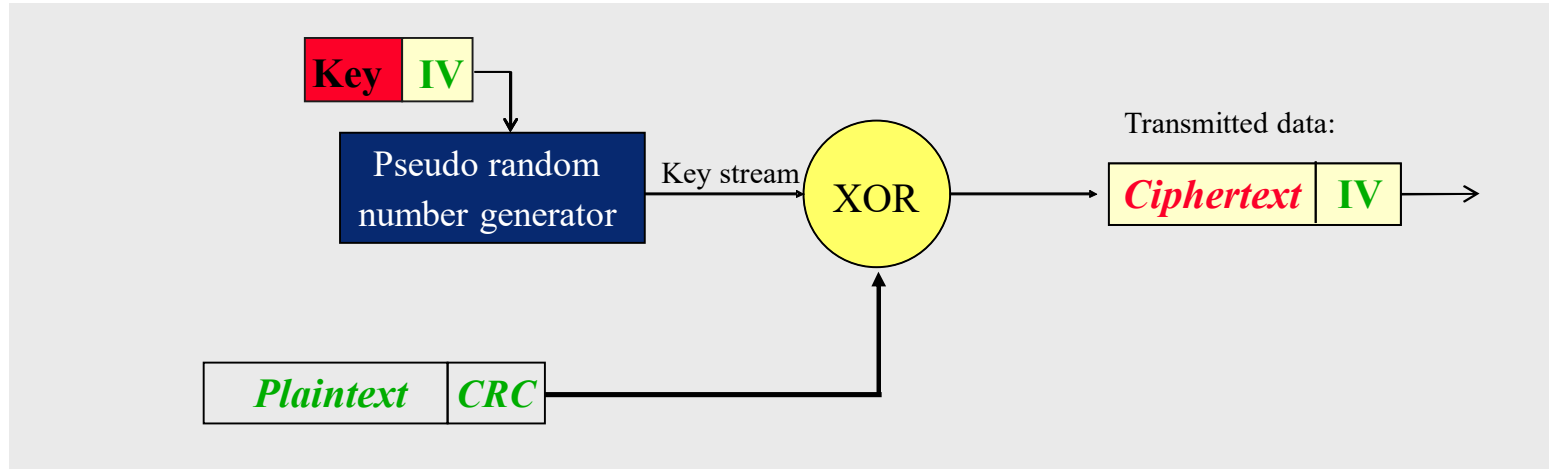 Key IV
Pseudo random
number generator
Key stream
XOR
Transmitted data:
Ciphertext IV
Plaintext CRC